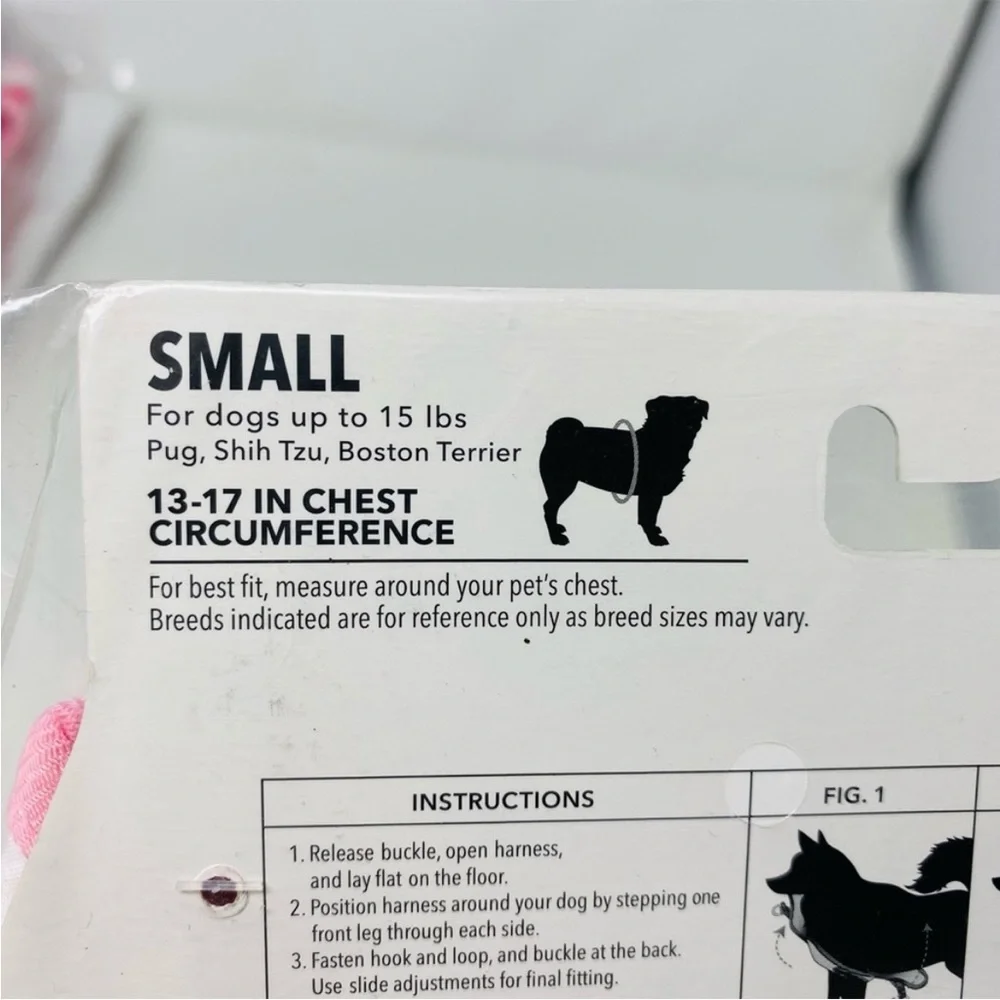 SMALL
For dogs up to 15 lbs
Pug, Shih Tzu, Boston Terrier
13-17 IN CHEST
CIRCUMFERENCE
For best fit, measure around your pet's chest.
Breeds indicated are for reference only as breed sizes may vary.
INSTRUCTIONS
FIG. 1
1. Release buckle, open harness,
and lay flat on the floor.
2. Position harness around your dog by stepping one
front leg through each side.
3. Fasten hook and loop, and buckle at the back.
Use slide adjustments for final fitting.